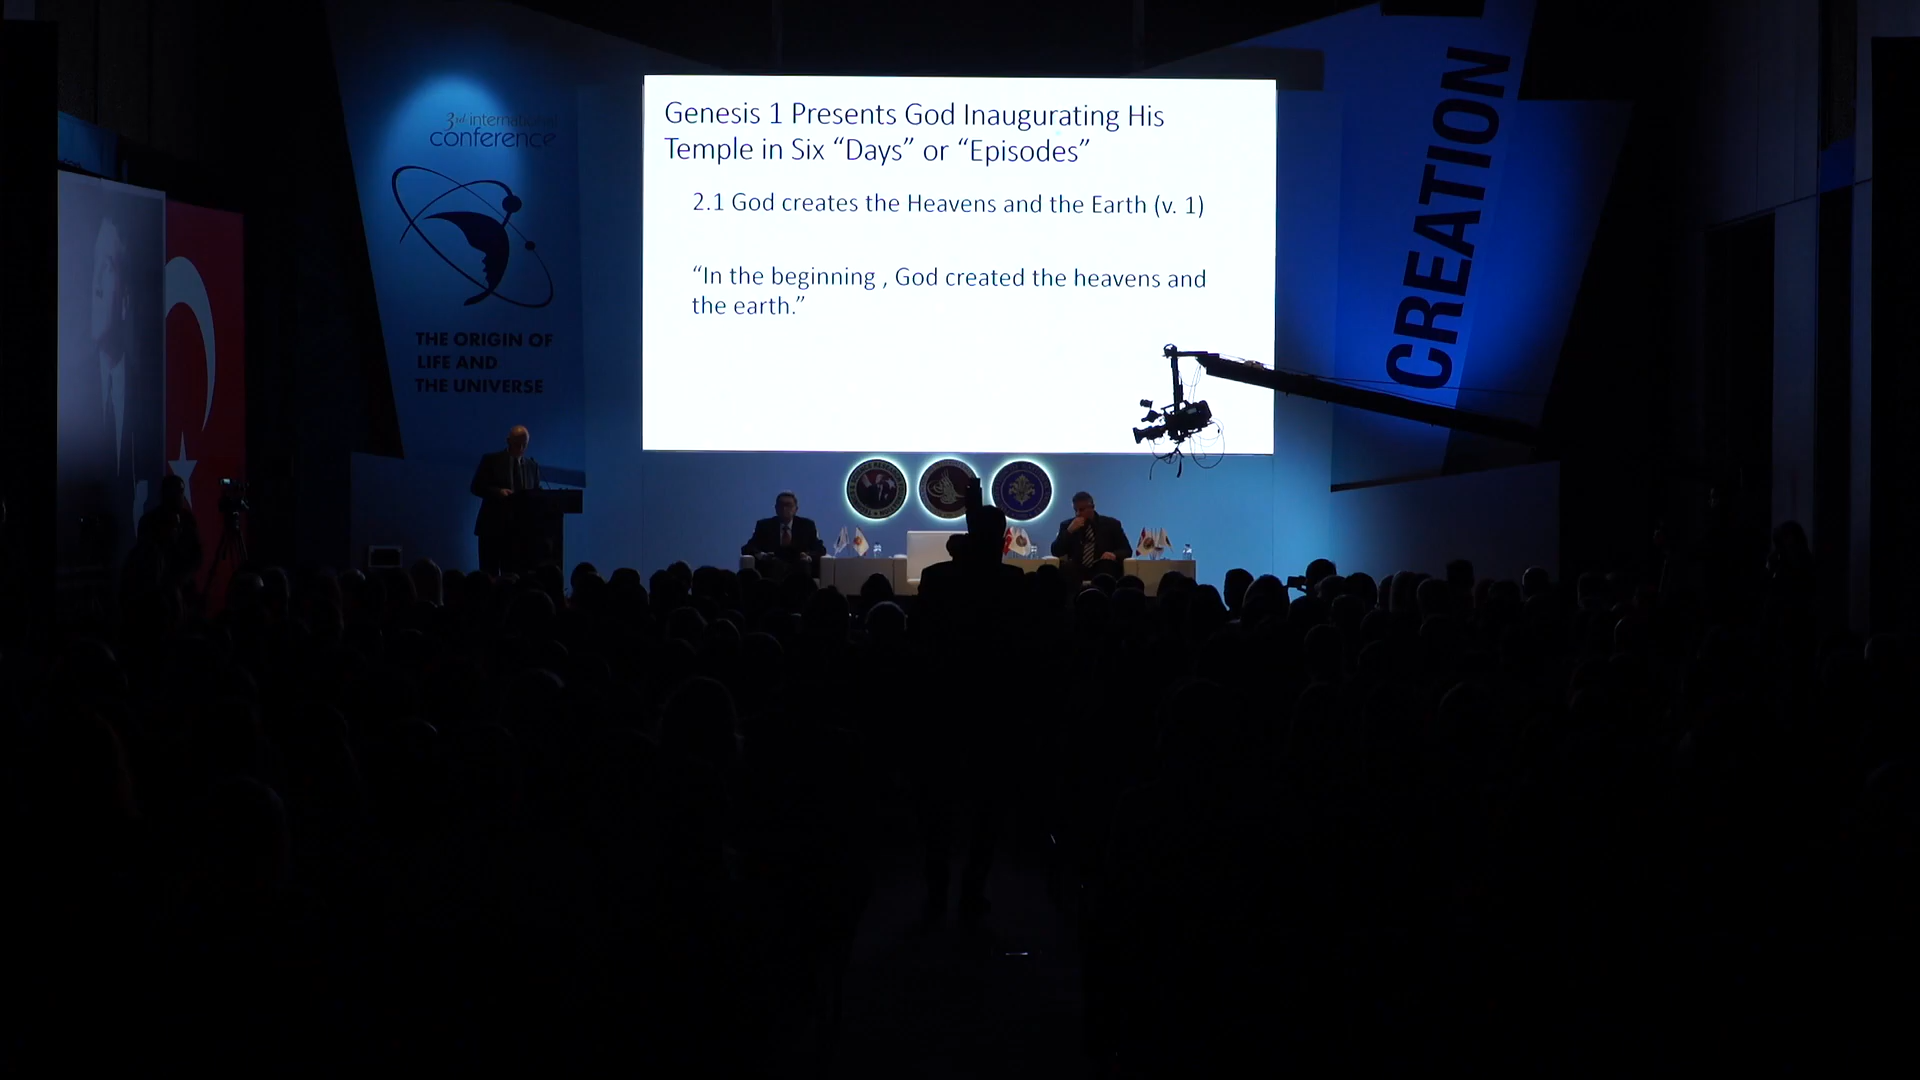 3rd international
conference
THE ORIGIN OF
LIFE AND
THE UNIVERSE
Genesis 1 Presents God Inaugurating His
Temple in Six “Days” or “Episodes”
2.1 God creates the Heavens and the Earth (v. 1)
“In the beginning , God created the heavens and
the earth.”
CREATION